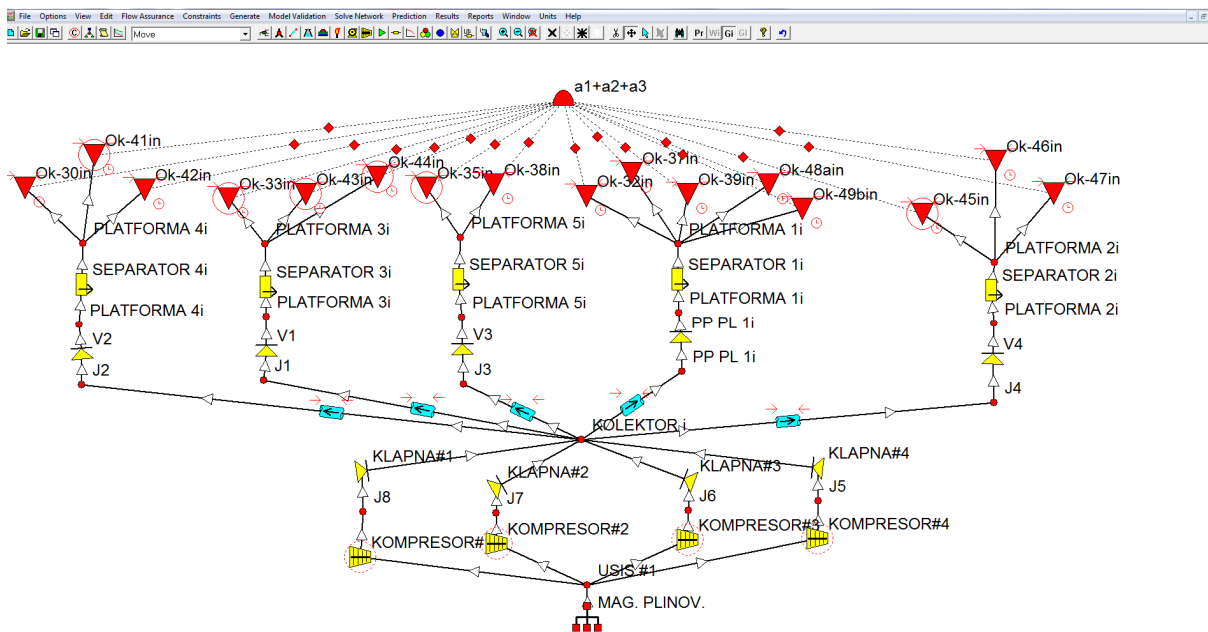 File Options View Edit Flow Assurance Constraints Generate Model Validation Solve Network Prediction Results Reports Window Units Help
Move
Pr Wi Gi Gl
a1+a2+a3
Ok-41in
Ok-30in
Ok-42in
Ok-33in
Ok-43in
Ok-44in
Ok-35in
Ok-38in
Ok-37in
Ok-32in
Ok-39in
Ok-48ain
Ok-49bin
Ok-46in
Ok-45in
Ok-47in
PLATFORMA 4i
PLATFORMA 3i
PLATFORMA 5i
PLATFORMA 1i
PLATFORMA 2i
SEPARATOR 4i
SEPARATOR 3i
SEPARATOR 5i
SEPARATOR 1i
SEPARATOR 2i
PLATFORMA 4i
PLATFORMA 3i
PLATFORMA 5i
PLATFORMA 1i
PLATFORMA 2i
V2
V1
V3
PP PL 1i
V4
J2
J1
J3
PP PL 1i
J4
KOLEKTOR i
KLAPNA#1
KLAPNA#2
KLAPNA#3
KLAPNA#4
J8
J7
J6
J5
KOMPRESOR#
KOMPRESOR#2
KOMPRESOR#3
KOMPRESOR#4
USIS #1
MAG. PLINOV.